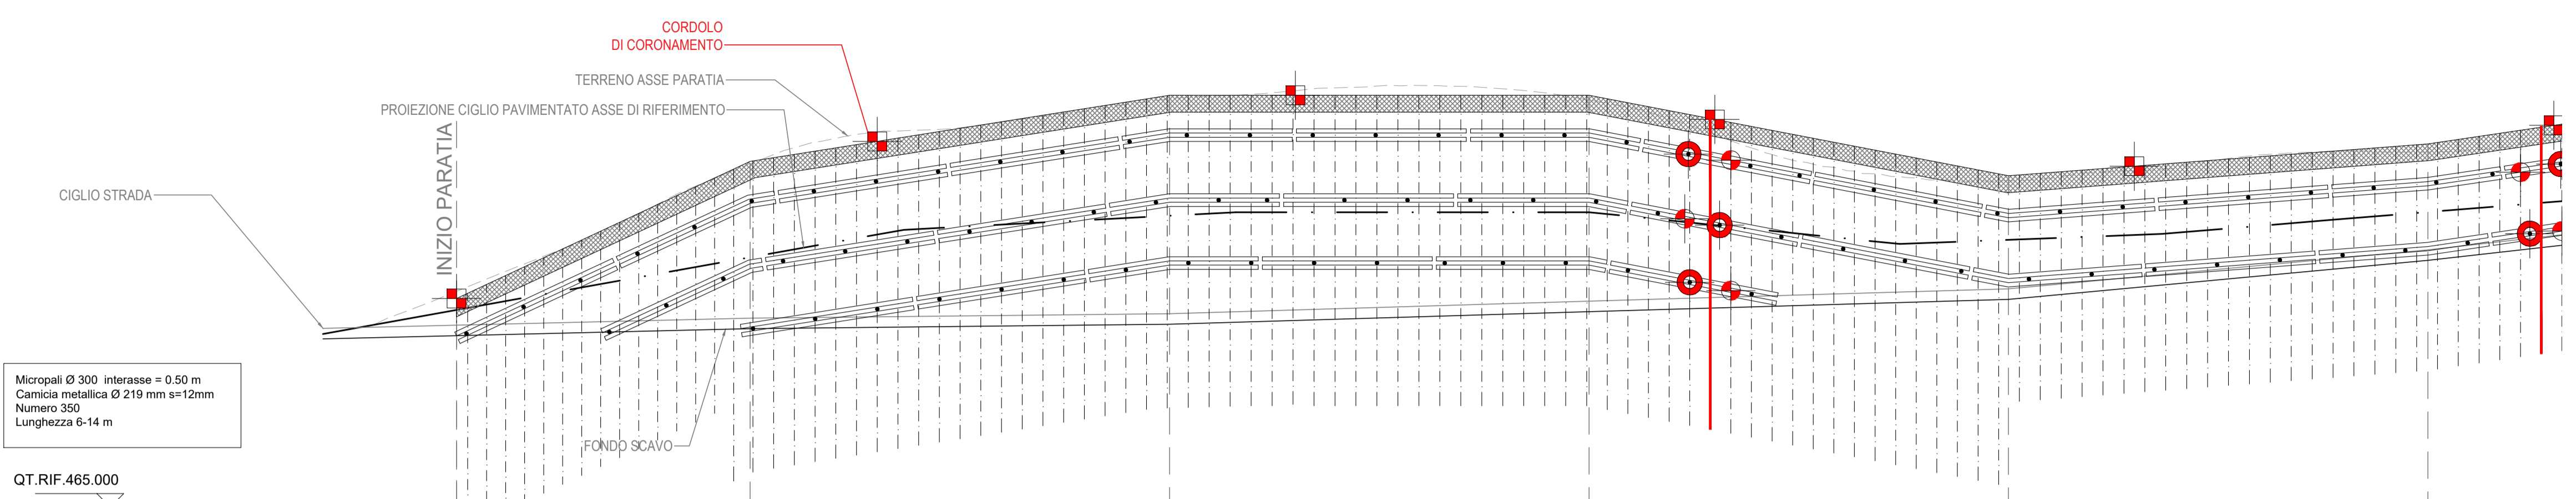 CORDOLO
DI CORONAMENTO
TERRENO ASSE PARATIA
PROIEZIONE CIGLIO PAVIMENTATO ASSE DI RIFERIMENTO
INIZIO PARATIA
CIGLIO STRADA
Micropali Ø 300 interasse = 0.50 m
Camicia metallica Ø 219 mm s=12mm
Numero 350
Lunghezza 6-14 m
FONDO SCAVO
QT.RIF.465.000